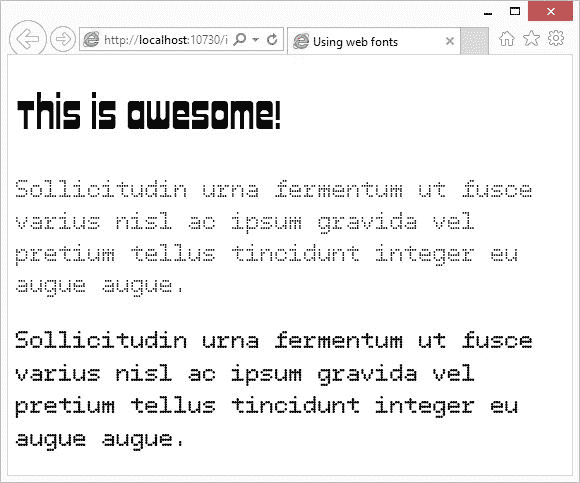 http://localhost:10730/i
Using web fonts
This is awesome!
Sollicitudin urna fermentum ut fusce
varius nisl ac ipsum gravida vel
pretium tellus tincidunt integer eu
augue augue.
Sollicitudin urna fermentum ut fusce
varius nisl ac ipsum gravida vel
pretium tellus tincidunt integer eu
augue augue.